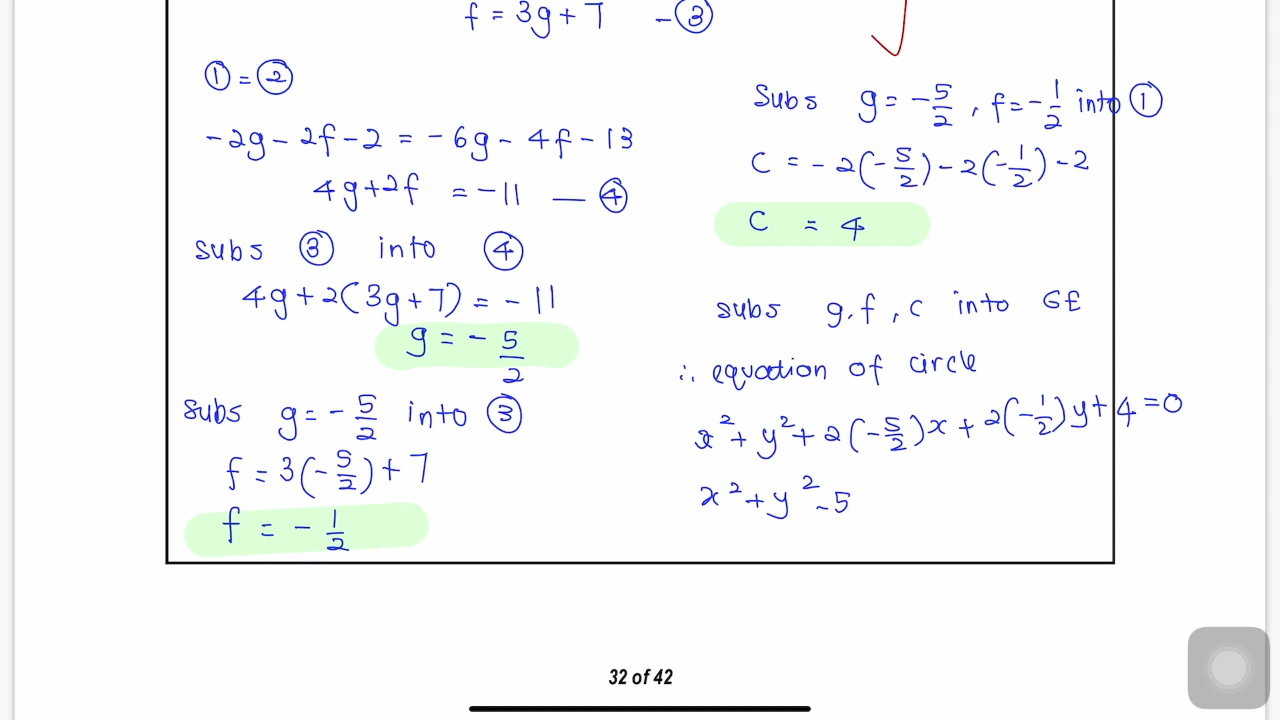 f = 3g + 7 — ③
① = ②
-2g - 2f - 2 = -6g - 4f - 13
4g + 2f = -11 — ④
subs ③ into ④
4g + 2(3g + 7) = -11
g = -5/2
subs g = -5/2 into ③
f = 3(-5/2) + 7
f = -1/2
Subs g = -5/2, f = -1/2 into ①
C = -2(-5/2) - 2(-1/2) - 2
C = 4
subs g, f, c into GE
∴ equation of circle
x² + y² + 2(-5/2)x + 2(-1/2)y + 4 = 0
x² + y² - 5
32 of 42